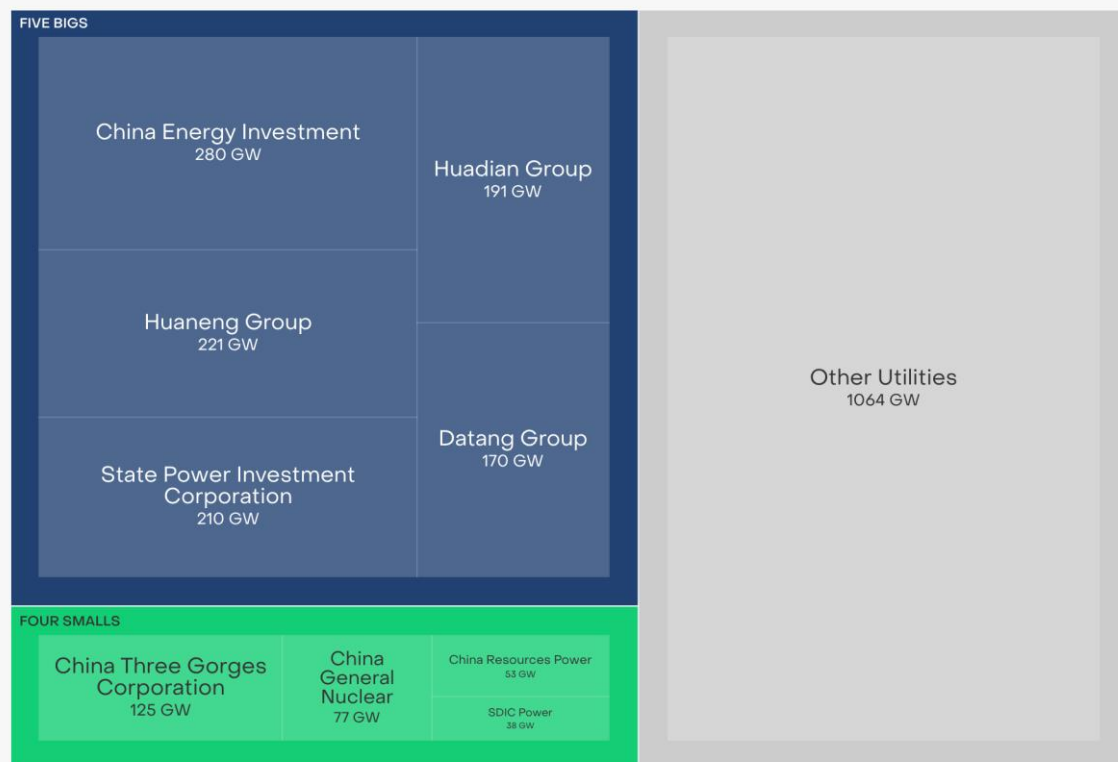 FIVE BIGS
China Energy Investment
280 GW
Huaneng Group
221 GW
State Power Investment
Corporation
210 GW
Huadian Group
191 GW
Datang Group
170 GW
FOUR SMALLS
China Three Gorges
Corporation
125 GW
China
General
Nuclear
77 GW
China Resources Power
53 GW
SDIC Power
38 GW
Other Utilities
1064 GW